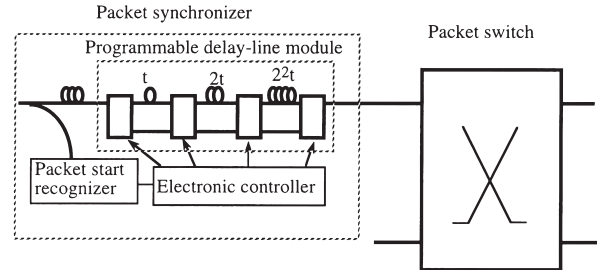 Packet synchronizer
Programmable delay-line module
t
2t
2²t
Packet start
recognizer
Electronic controller
Packet switch